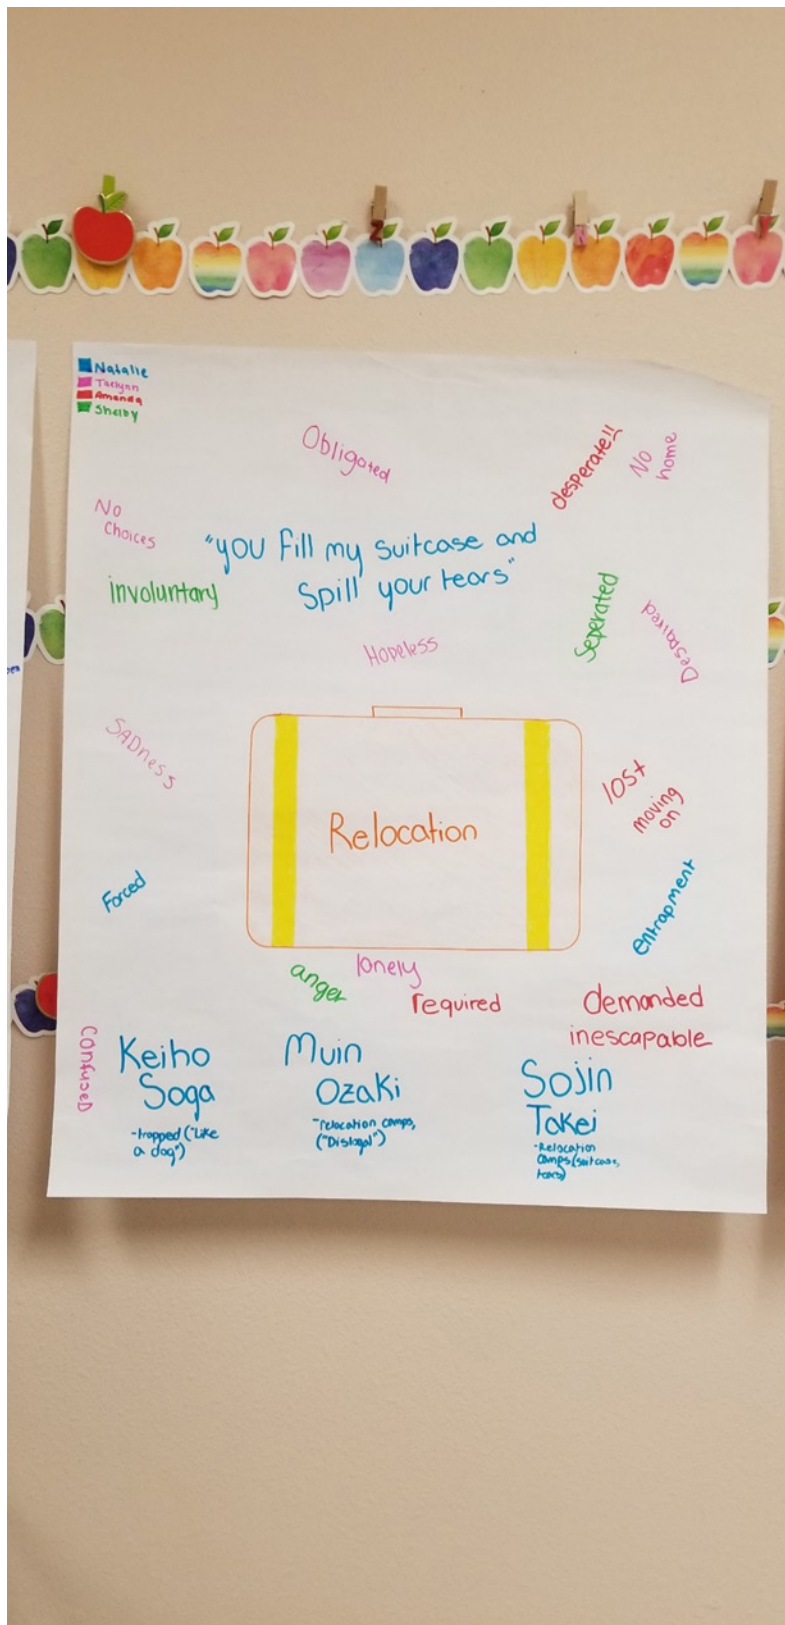 Natalie
Taelynn
Amanda
Shelby
Obligated
desperate!!
No
home
No
choices
"you fill my suitcase and
spill your tears"
involuntary
Seperated
Despaired
Hopeless
SADness
lost
moving
on
Relocation
Forced
entrapment
anger
lonely
required
demanded
inescapable
confuseD
Keiho
Soga
-trapped ("Like
a dog")
Muin
Ozaki
-relocation camps,
("Disloyal")
Sojin
Takei
-Relocation
camps (suitcase,
tears)